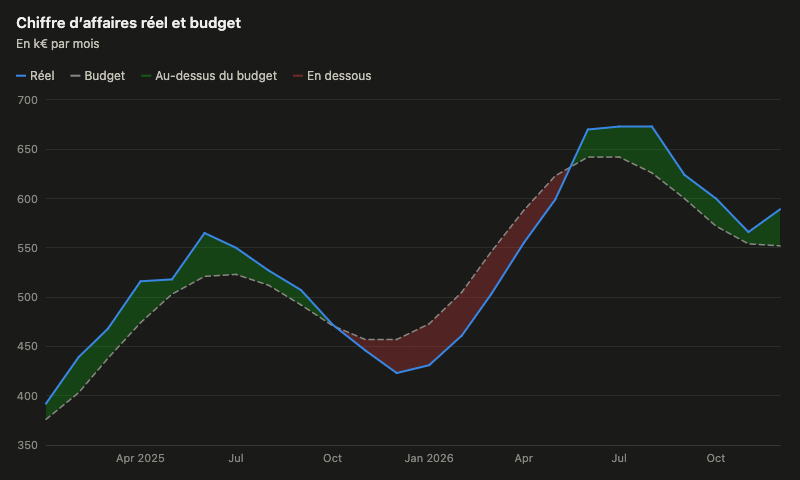 Chiffre d’affaires réel et budget
En k€ par mois
Réel Budget Au-dessus du budget En dessous
700
650
600
550
500
450
400
350
Apr 2025 Jul Oct Jan 2026 Apr Jul Oct